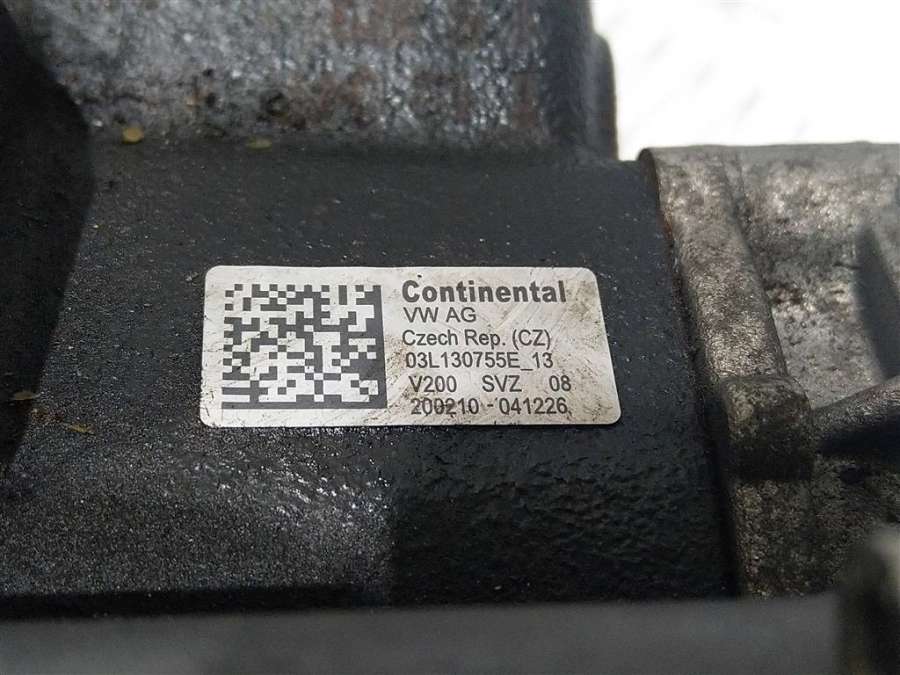 Continental
VW AG
Czech Rep. (CZ)
03L130755E_13
V200 SVZ 08
200210-041226